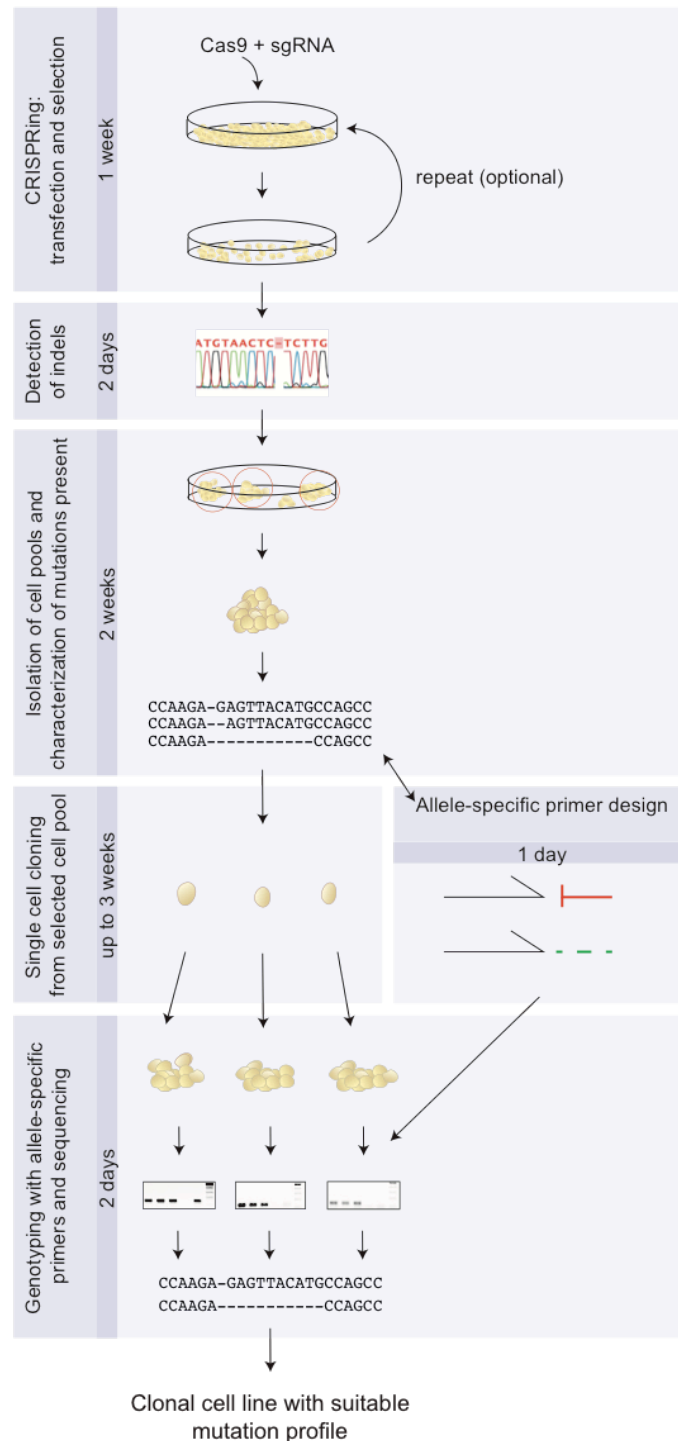 Cas9 + sgRNA
CRISPRing:
transfection and selection
1 week
repeat (optional)
Detection
of indels
2 days
ATGTAACTC-TCTTG
Isolation of cell pools and
characterization of mutations present
2 weeks
CCAAGA-GAGTTACATGCCAGCC
CCAAGA--AGTTACATGCCAGCC
CCAAGA-----------CCAGCC
Single cell cloning
from selected cell pool
up to 3 weeks
Allele-specific primer design
1 day
Genotyping with allele-specific
primers and sequencing
2 days
CCAAGA-GAGTTACATGCCAGCC
CCAAGA-----------CCAGCC
Clonal cell line with suitable
mutation profile